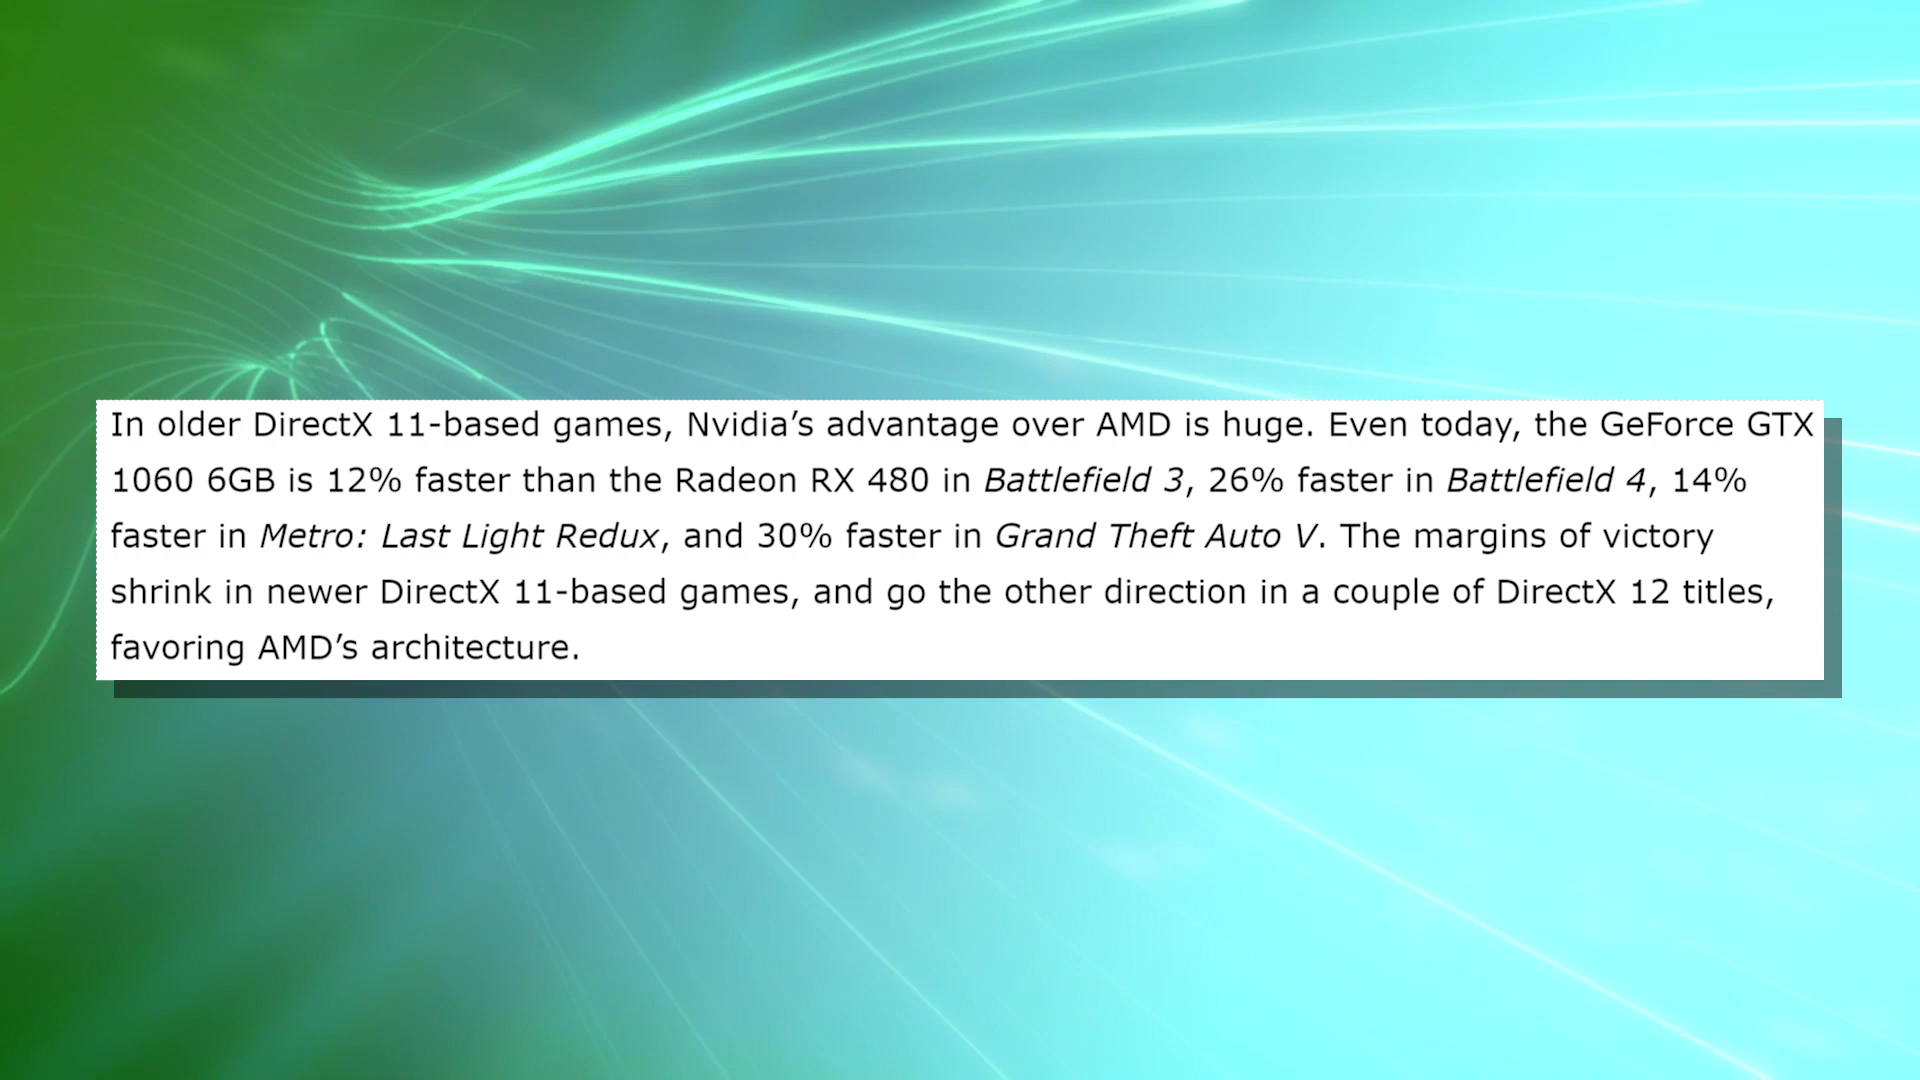 In older DirectX 11-based games, Nvidia’s advantage over AMD is huge. Even today, the GeForce GTX
1060 6GB is 12% faster than the Radeon RX 480 in Battlefield 3, 26% faster in Battlefield 4, 14%
faster in Metro: Last Light Redux, and 30% faster in Grand Theft Auto V. The margins of victory
shrink in newer DirectX 11-based games, and go the other direction in a couple of DirectX 12 titles,
favoring AMD’s architecture.